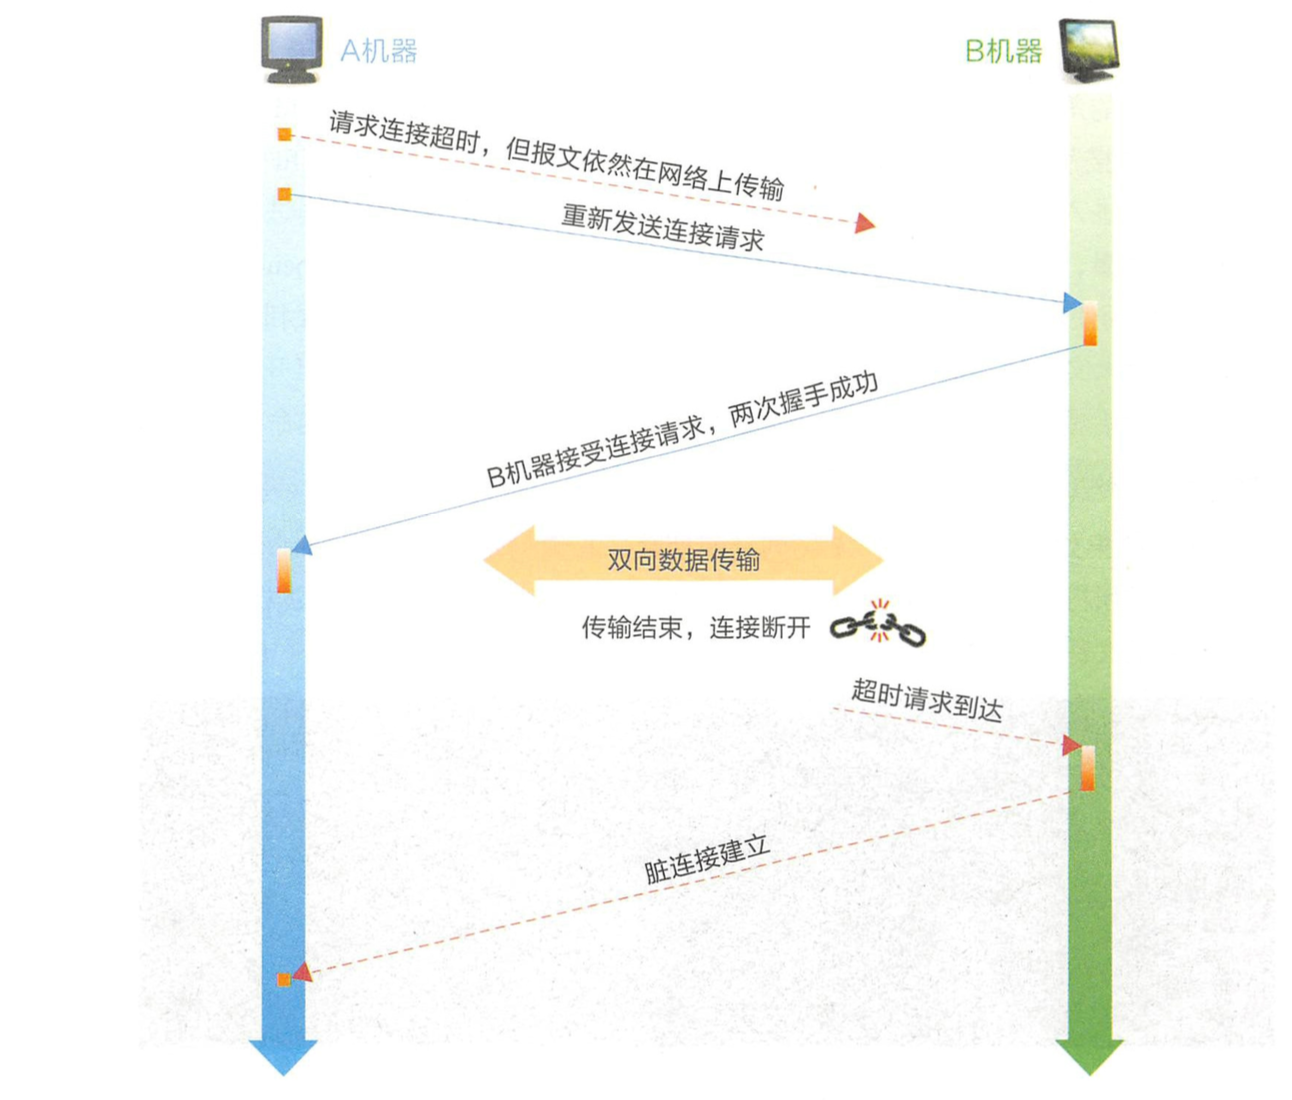 A机器
B机器
请求连接超时，但报文依然在网络上传输
重新发送连接请求
B机器接受连接请求，两次握手成功
双向数据传输
传输结束，连接断开
超时请求到达
脏连接建立